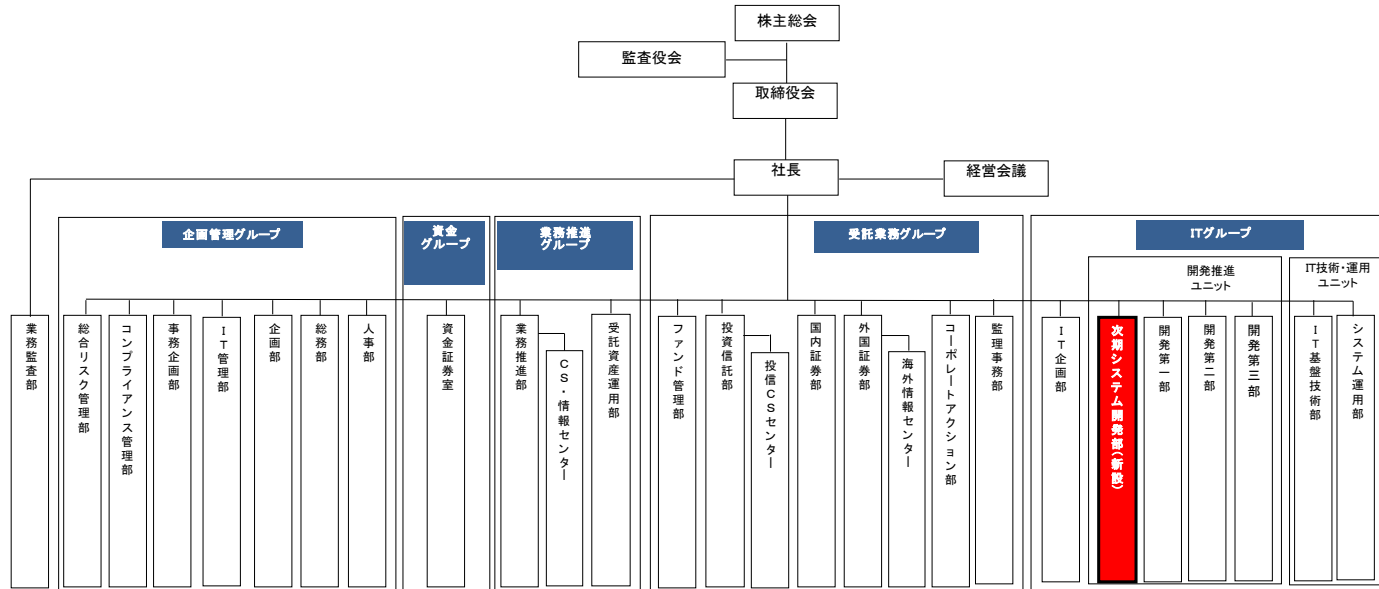 株主総会
監査役会
取締役会
社長
経営会議
企画管理グループ
資金
グループ
業務推進
グループ
受託業務グループ
ITグループ
開発推進
ユニット
IT技術・運用
ユニット
業務監査部
総合リスク管理部
コンプライアンス管理部
事務企画部
IT管理部
企画部
総務部
人事部
資金証券室
業務推進部
CS・情報センター
受託資産運用部
ファンド管理部
投資信託部
投信CSセンター
国内証券部
外国証券部
海外情報センター
コーポレートアクション部
監理事務部
IT企画部
次期システム開発部(新設)
開発第一部
開発第二部
開発第三部
IT基盤技術部
システム運用部